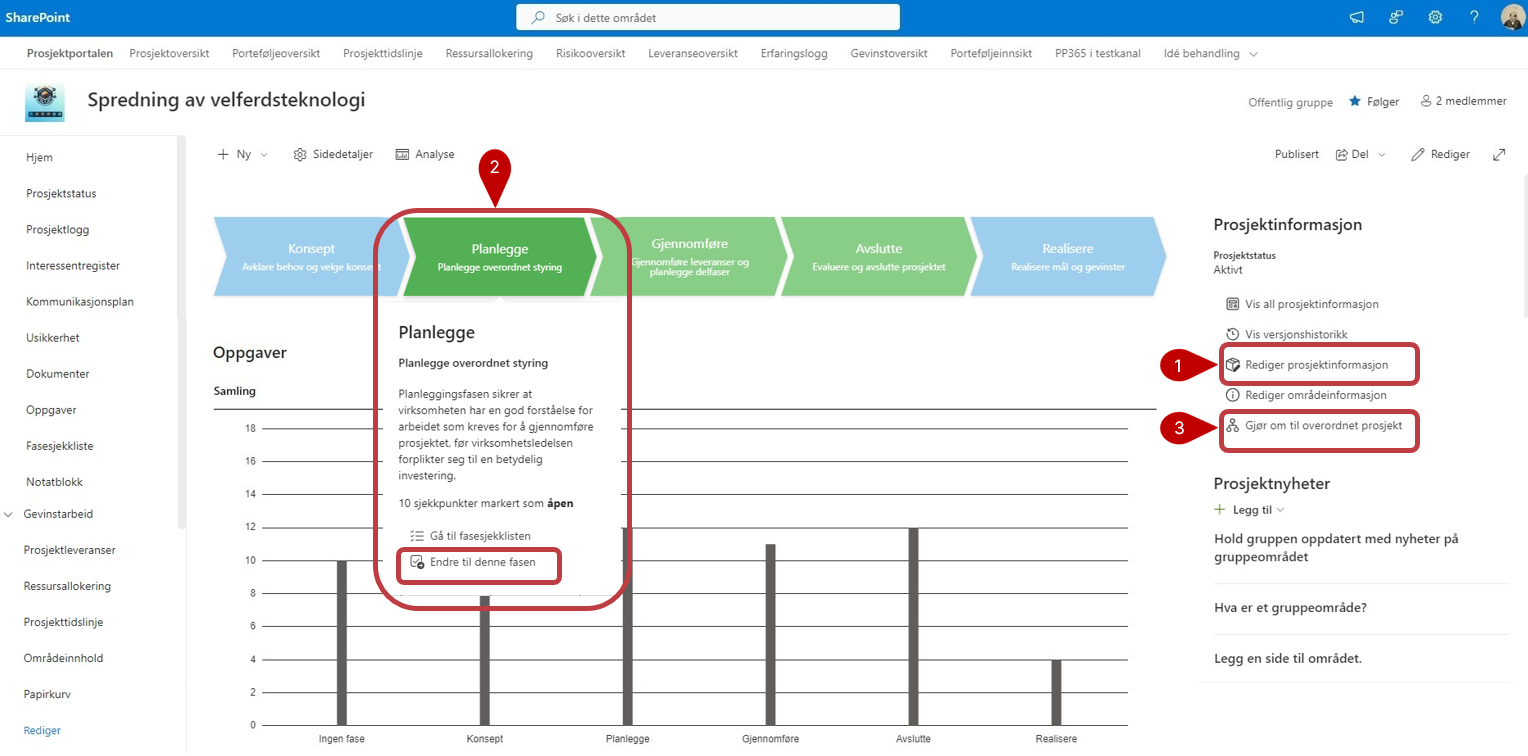 SharePoint
Søk i dette området
Prosjektportalen Prosjektoversikt Porteføljeoversikt Prosjekttidslinje Ressursallokering Risikooversikt Leveranseoversikt Erfaringslogg Gevinstoversikt Porteføljeinnsikt PP365 i testkanal Idé behandling
Spredning av velferdsteknologi
Offentlig gruppe Følger 2 medlemmer
Hjem
Prosjektstatus
Prosjektlogg
Interessentregister
Kommunikasjonsplan
Usikkerhet
Dokumenter
Oppgaver
Fasesjekkliste
Notatblokk
Gevinstarbeid
Prosjektleveranser
Ressursallokering
Prosjekttidslinje
Områdeinnhold
Papirkurv
Rediger
Ny Sidedetaljer Analyse
Publisert Del Rediger
2
Konsept
Avklare behov og velge konsept
Planlegge
Planlegge overordnet styring
Gjennomføre
Gjennomføre leveranser og
planlegge delfaser
Avslutte
Evaluere og avslutte prosjektet
Realisere
Realisere mål og gevinster
Planlegge
Planlegge overordnet styring
Planleggingsfasen sikrer at
virksomheten har en god forståelse for
arbeidet som kreves for å gjennomføre
prosjektet, før virksomhetsledelsen
forplikter seg til en betydelig
investering.
10 sjekkpunkter markert som åpen
Gå til fasesjekklisten
Endre til denne fasen
Oppgaver
Samling
18
16
14
12
10
8
6
4
2
0
Ingen fase Konsept Planlegge Gjennomføre Avslutte Realisere
Prosjektinformasjon
Prosjektstatus
Aktivt
Vis all prosjektinformasjon
Vis versjonshistorikk
1
Rediger prosjektinformasjon
Rediger områdeinformasjon
3
Gjør om til overordnet prosjekt
Prosjektnyheter
Legg til
Hold gruppen oppdatert med nyheter på
gruppeområdet
Hva er et gruppeområde?
Legg en side til området.